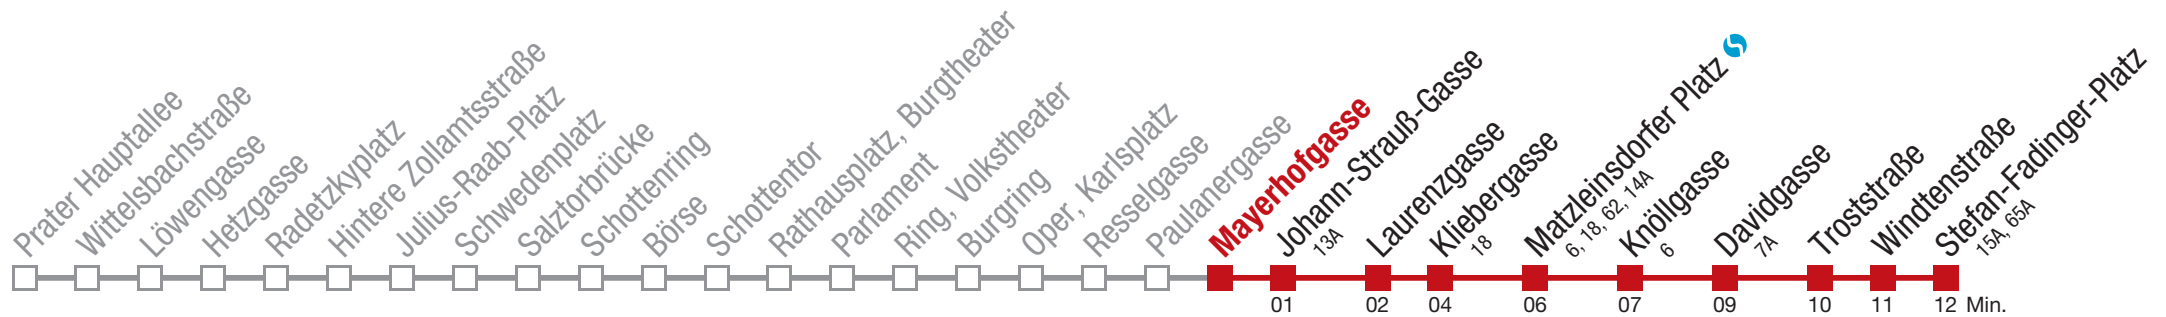 Prater Hauptallee
Wittelsbachstraße
Löwengasse
Hetzgasse
Radetzkyplatz
Hintere Zollamtsstraße
Julius-Raab-Platz
Schwedenplatz
Salztorbrücke
Schottenring
Börse
Schottentor
Rathausplatz, Burgtheater
Parlament
Ring, Volkstheater
Burgring
Oper, Karlsplatz
Resselgasse
Paulanergasse
Mayerhofgasse
Johann-Strauß-Gasse
13A
Laurenzgasse
Kliebergasse
18
Matzleinsdorfer Platz
6, 18, 62, 14A
Knöllgasse
6
Davidgasse
7A
Troststraße
Windtenstraße
Stefan-Fadinger-Platz
15A, 65A
01 02 04 06 07 09 10 11 12 Min.